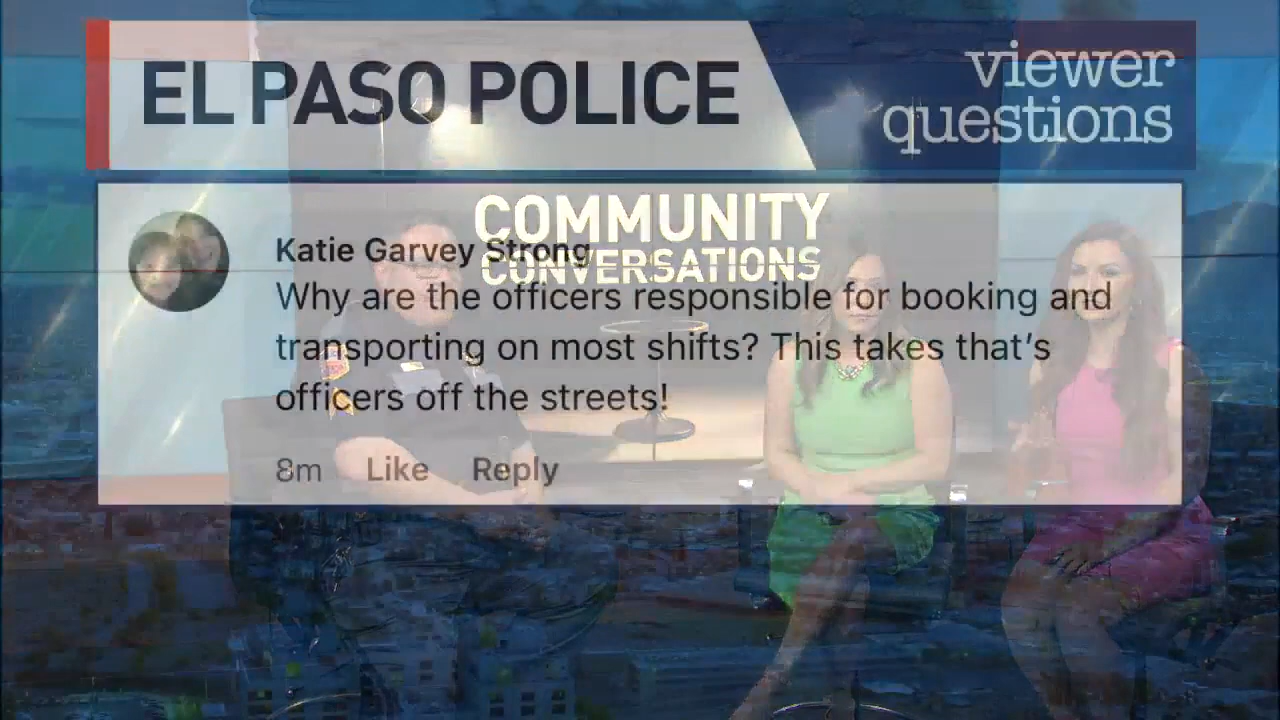 EL PASO POLICE
viewer
questions
COMMUNITY
CONVERSATIONS
Katie Garvey Strong
Why are the officers responsible for booking and
transporting on most shifts? This takes that's
officers off the streets!
8m Like Reply